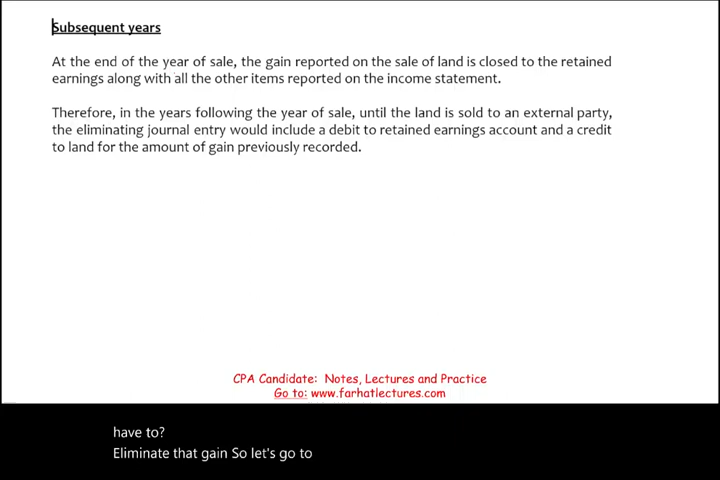 Subsequent years
At the end of the year of sale, the gain reported on the sale of land is closed to the retained
earnings along with all the other items reported on the income statement.
Therefore, in the years following the year of sale, until the land is sold to an external party,
the eliminating journal entry would include a debit to retained earnings account and a credit
to land for the amount of gain previously recorded.
CPA Candidate: Notes, Lectures and Practice
Go to: www.farhatlectures.com
have to?
Eliminate that gain So let's go to